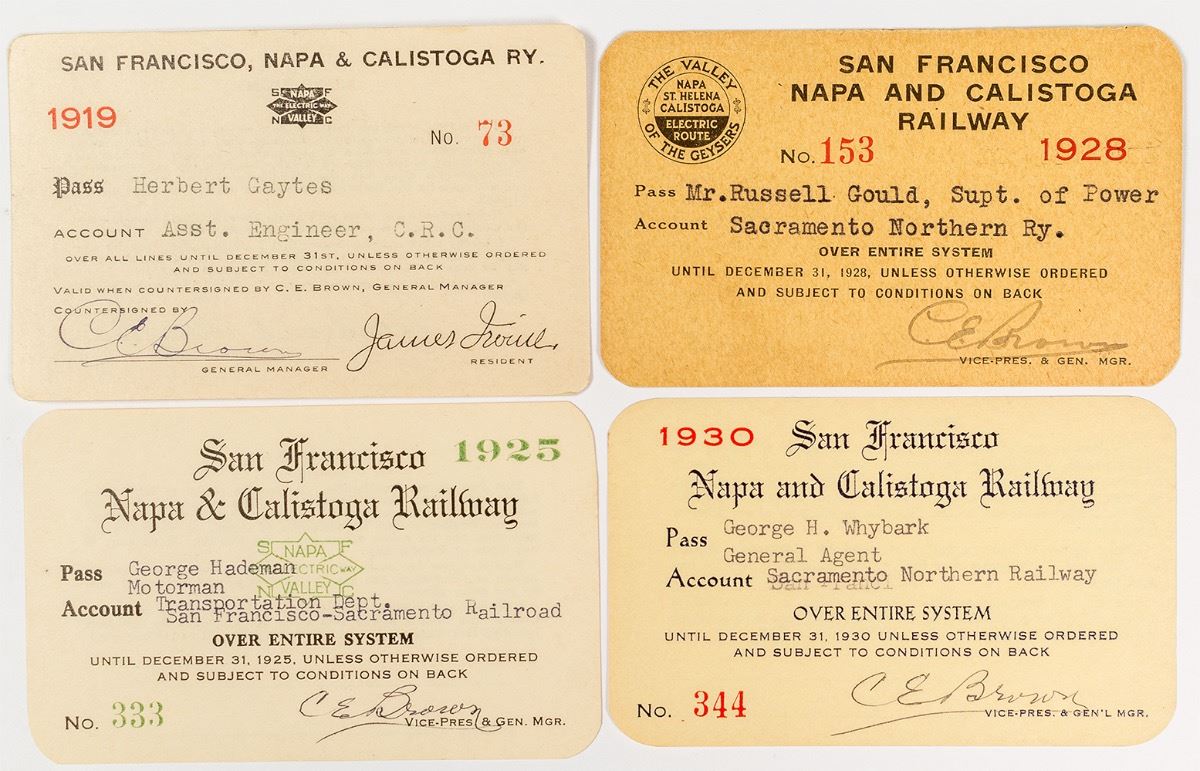 SAN FRANCISCO, NAPA & CALISTOGA RY.
1919
S F
NAPA
THE ELECTRIC WAY
VALLEY
N C
No. 73
Pass Herbert Gaytes
ACCOUNT Asst. Engineer, C.R.C.
OVER ALL LINES UNTIL DECEMBER 31ST, UNLESS OTHERWISE ORDERED
AND SUBJECT TO CONDITIONS ON BACK
VALID WHEN COUNTERSIGNED BY C. E. BROWN, GENERAL MANAGER
COUNTERSIGNED BY
C E Brown
James Irvine
GENERAL MANAGER
RESIDENT
THE VALLEY
OF THE GEYSERS
NAPA
ST. HELENA
CALISTOGA
ELECTRIC
ROUTE
SAN FRANCISCO
NAPA AND CALISTOGA
RAILWAY
No. 153 1928
Pass Mr.Russell Gould, Supt. of Power
Account Sacramento Northern Ry.
OVER ENTIRE SYSTEM
UNTIL DECEMBER 31, 1928, UNLESS OTHERWISE ORDERED
AND SUBJECT TO CONDITIONS ON BACK
C E Brown
VICE-PRES. & GEN. MGR.
San Francisco 1925
Napa & Calistoga Railway
S F
NAPA
ELECTRIC WAY
VALLEY
N C
Pass George Hademan
Motorman
Account Transportation Dept.
San Francisco-Sacramento Railroad
OVER ENTIRE SYSTEM
UNTIL DECEMBER 31, 1925, UNLESS OTHERWISE ORDERED
AND SUBJECT TO CONDITIONS ON BACK
No. 333
C E Brown
VICE-PRES. & GEN. MGR.
1930 San Francisco
Napa and Calistoga Railway
Pass George H. Whybark
General Agent
Account Sacramento Northern Railway
San Franci
OVER ENTIRE SYSTEM
UNTIL DECEMBER 31, 1930 UNLESS OTHERWISE ORDERED
AND SUBJECT TO CONDITIONS ON BACK
No. 344
C E Brown
VICE-PRES. & GEN'L MGR.